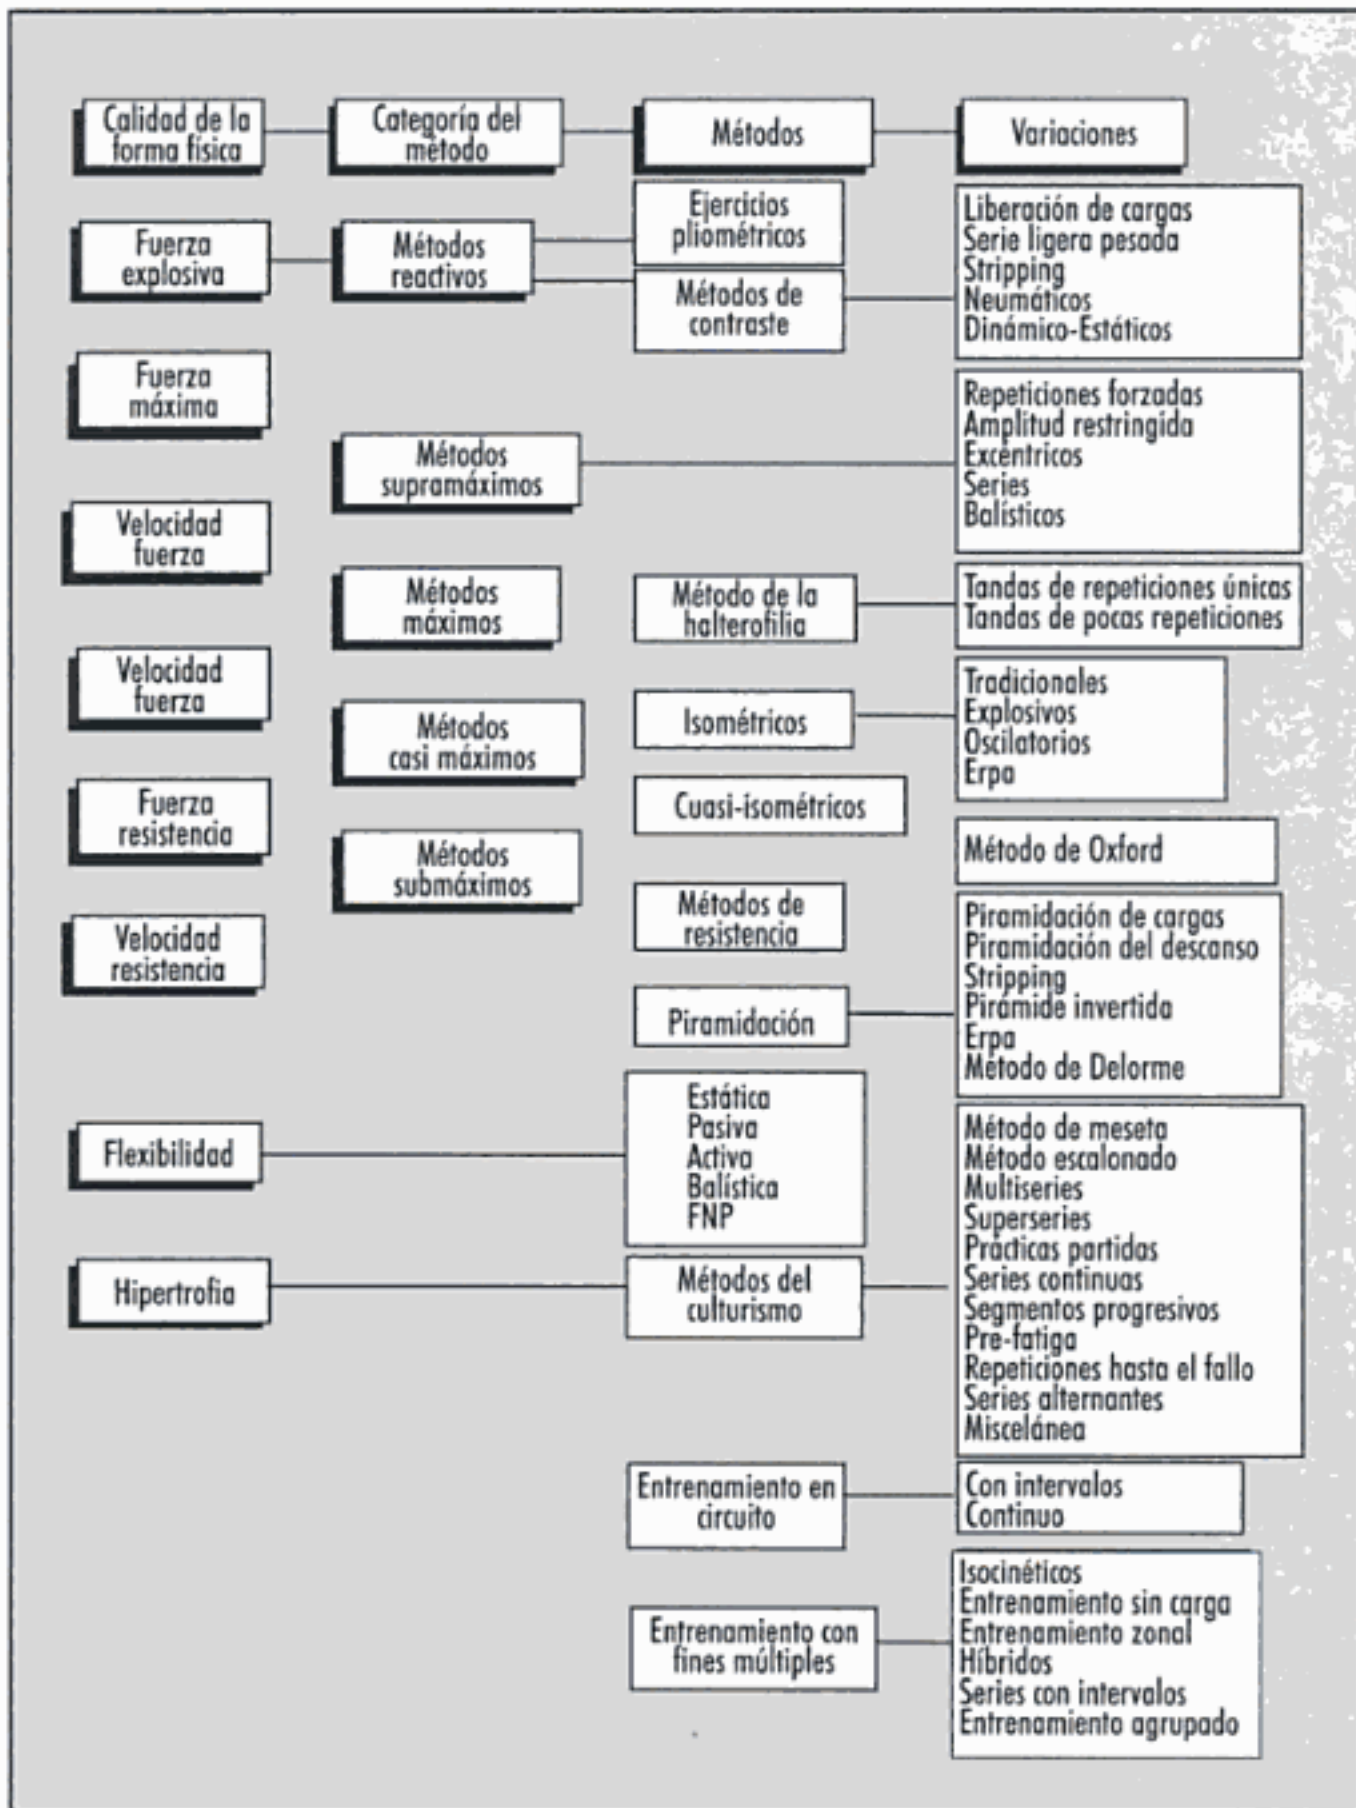 Calidad de la
forma física
Categoría del
método
Métodos
Variaciones
Fuerza
explosiva
Métodos
reactivos
Ejercicios
pliométricos
Métodos de
contraste
Liberación de cargas
Serie ligera pesada
Stripping
Neumáticos
Dinámico-Estáticos
Fuerza
máxima
Métodos
supramáximos
Repeticiones forzadas
Amplitud restringida
Excéntricos
Series
Balísticos
Velocidad
fuerza
Métodos
máximos
Método de la
halterofilia
Tandas de repeticiones únicas
Tandas de pocas repeticiones
Velocidad
fuerza
Métodos
casi máximos
Isométricos
Tradicionales
Explosivos
Oscilatorios
Erpa
Cuasi-isométricos
Fuerza
resistencia
Métodos
submáximos
Método de Oxford
Métodos de
resistencia
Velocidad
resistencia
Piramidación
Piramidación de cargas
Piramidación del descanso
Stripping
Pirámide invertida
Erpa
Método de Delorme
Flexibilidad
Estática
Pasiva
Activa
Balística
FNP
Hipertrofia
Métodos del
culturismo
Método de meseta
Método escalonado
Multiseries
Superseries
Prácticas partidas
Series continuas
Segmentos progresivos
Pre-fatiga
Repeticiones hasta el fallo
Series alternantes
Miscelánea
Entrenamiento en
circuito
Con intervalos
Continuo
Entrenamiento con
fines múltiples
Isocinéticos
Entrenamiento sin carga
Entrenamiento zonal
Híbridos
Series con intervalos
Entrenamiento agrupado